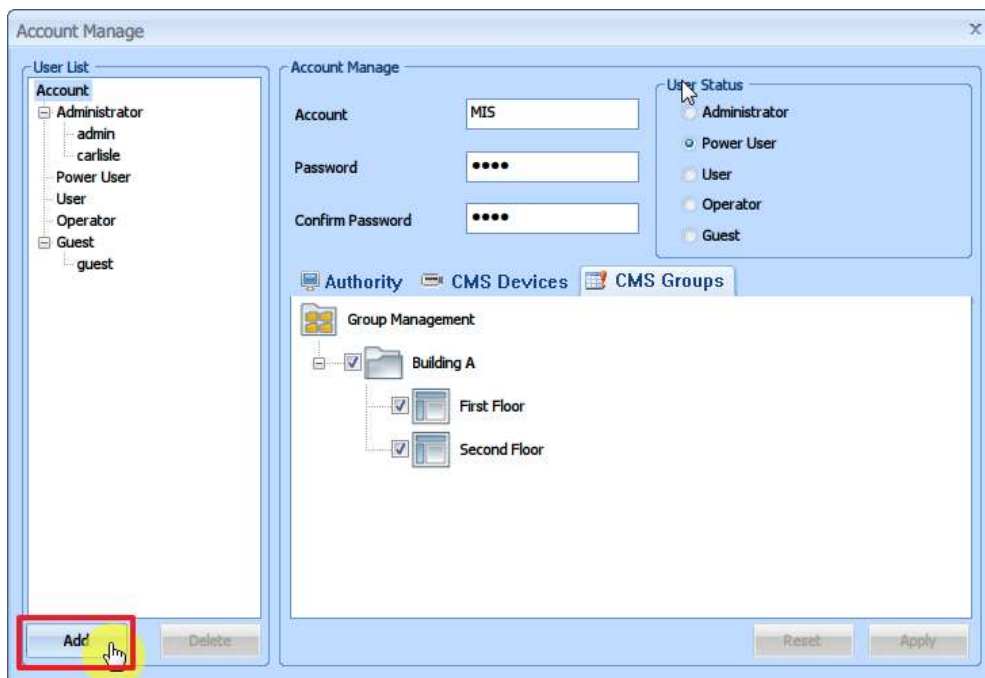 Account Manage
x
User List
Account
Administrator
admin
carlisle
Power User
User
Operator
Guest
guest
Add
Delete
Account Manage
Account
MIS
Password
••••
Confirm Password
••••
User Status
Administrator
Power User
User
Operator
Guest
Authority
CMS Devices
CMS Groups
Group Management
Building A
First Floor
Second Floor
Reset
Apply